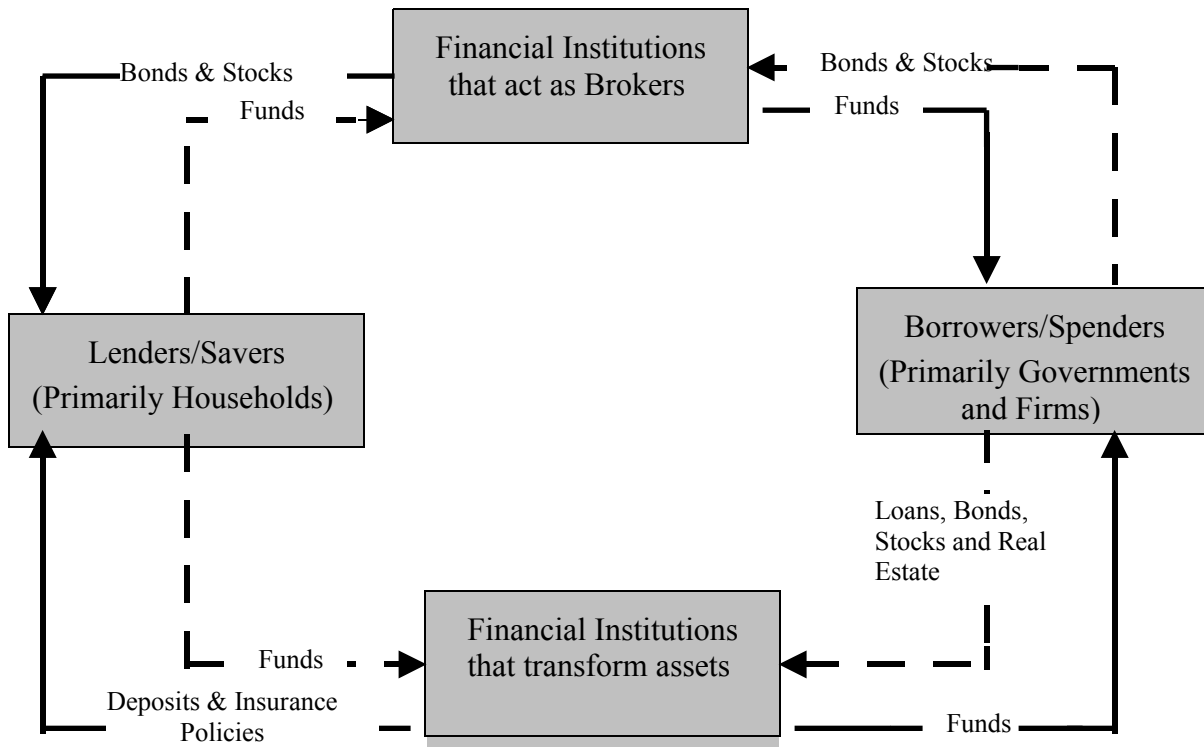 Financial Institutions
that act as Brokers
Bonds & Stocks
Funds
Bonds & Stocks
Funds
Lenders/Savers
(Primarily Households)
Borrowers/Spenders
(Primarily Governments
and Firms)
Loans, Bonds,
Stocks and Real
Estate
Financial Institutions
that transform assets
Funds
Deposits & Insurance
Policies
Funds